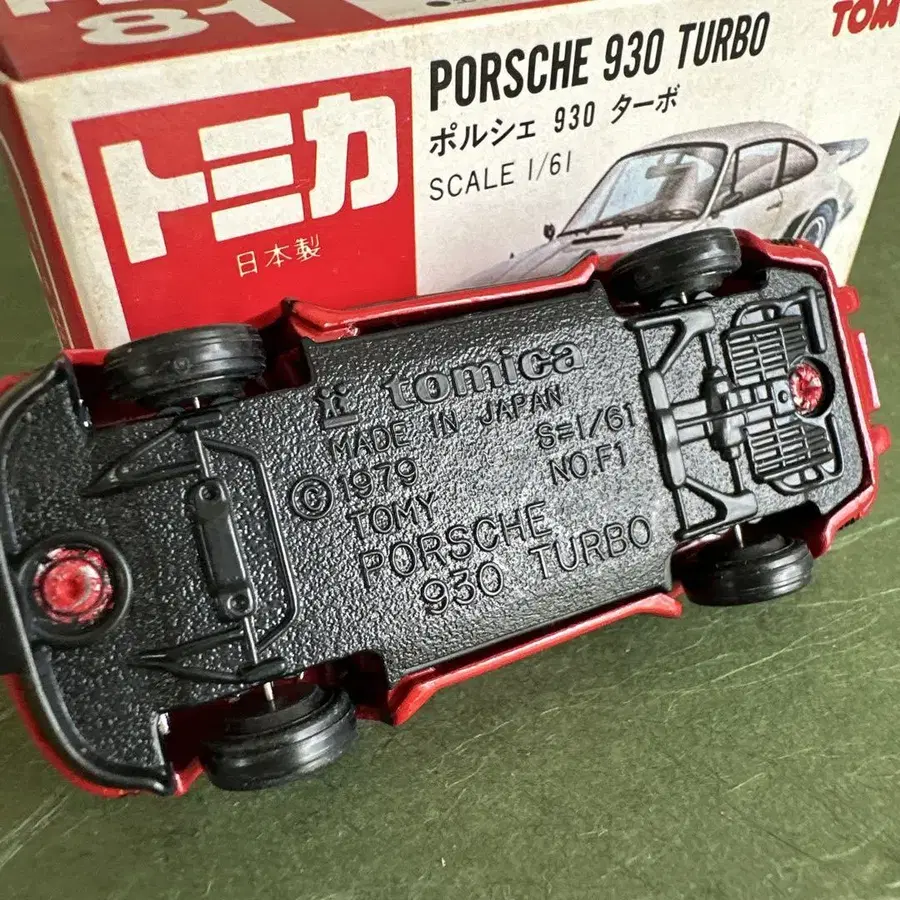 81
TOM
PORSCHE 930 TURBO
ポルシェ 930 ターボ
SCALE 1/61
トミカ
日本製
tomica
MADE IN JAPAN
©1979 S=1/61
TOMY NO.F1
PORSCHE
930 TURBO